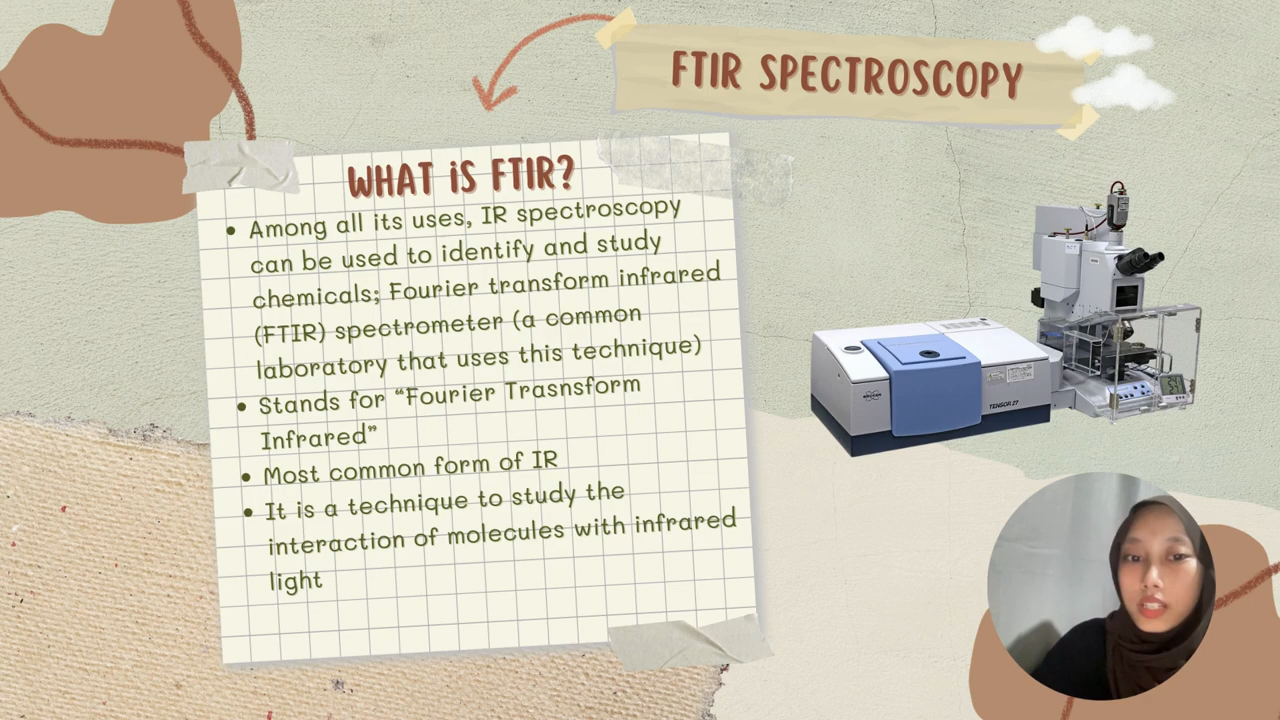 FTIR SPECTROSCOPY
WHAT iS FTIR?
• Among all its uses, IR spectroscopy
can be used to identify and study
chemicals; Fourier transform infrared
(FTIR) spectrometer (a common
laboratory that uses this technique)
• Stands for “Fourier Trasnsform
Infrared”
• Most common form of IR
• It is a technique to study the
interaction of molecules with infrared
light
TENSOR 27